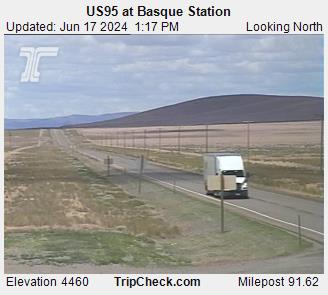 US95 at Basque Station
Updated: Jun 17 2024 1:17 PM Looking North
Elevation 4460 TripCheck.com Milepost 91.62